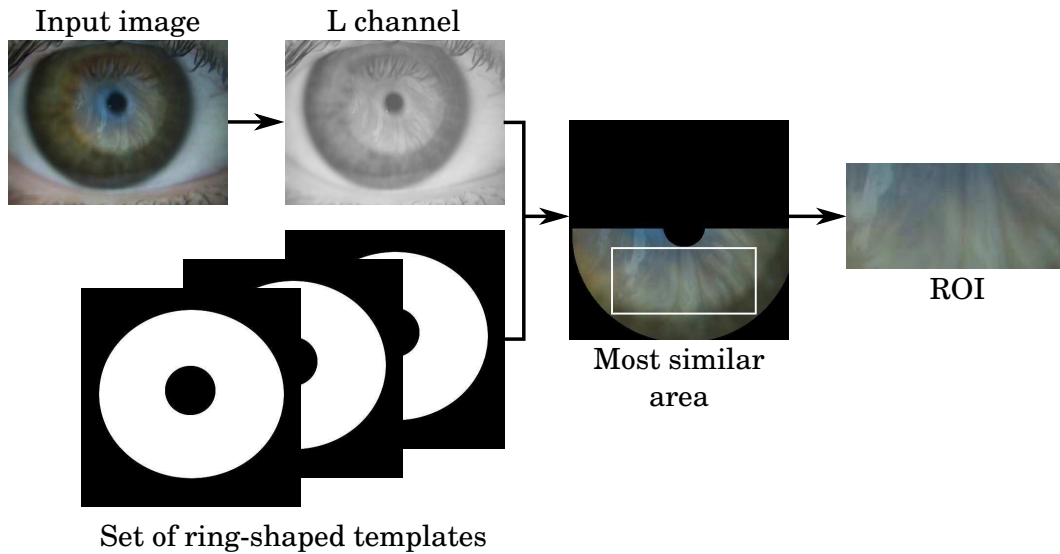 Input image
L channel
Most similar
area
ROI
Set of ring-shaped templates